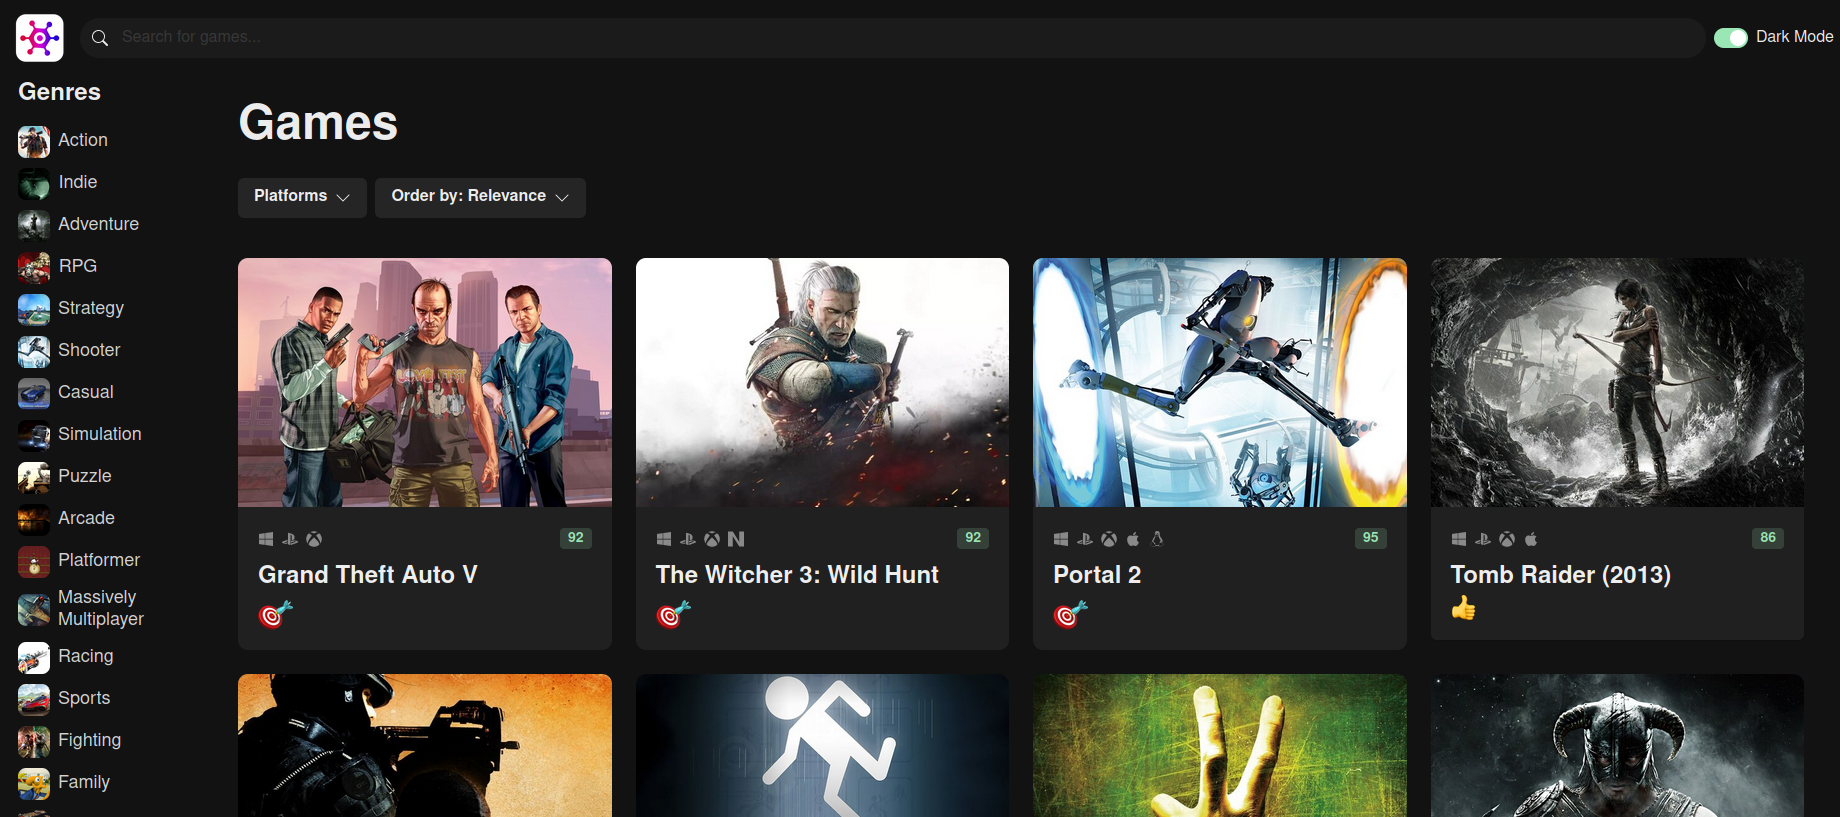 Search for games...
Dark Mode
Genres
Action
Indie
Adventure
RPG
Strategy
Shooter
Casual
Simulation
Puzzle
Arcade
Platformer
Massively
Multiplayer
Racing
Sports
Fighting
Family
Games
Platforms
Order by: Relevance
92
Grand Theft Auto V
92
The Witcher 3: Wild Hunt
95
Portal 2
86
Tomb Raider (2013)